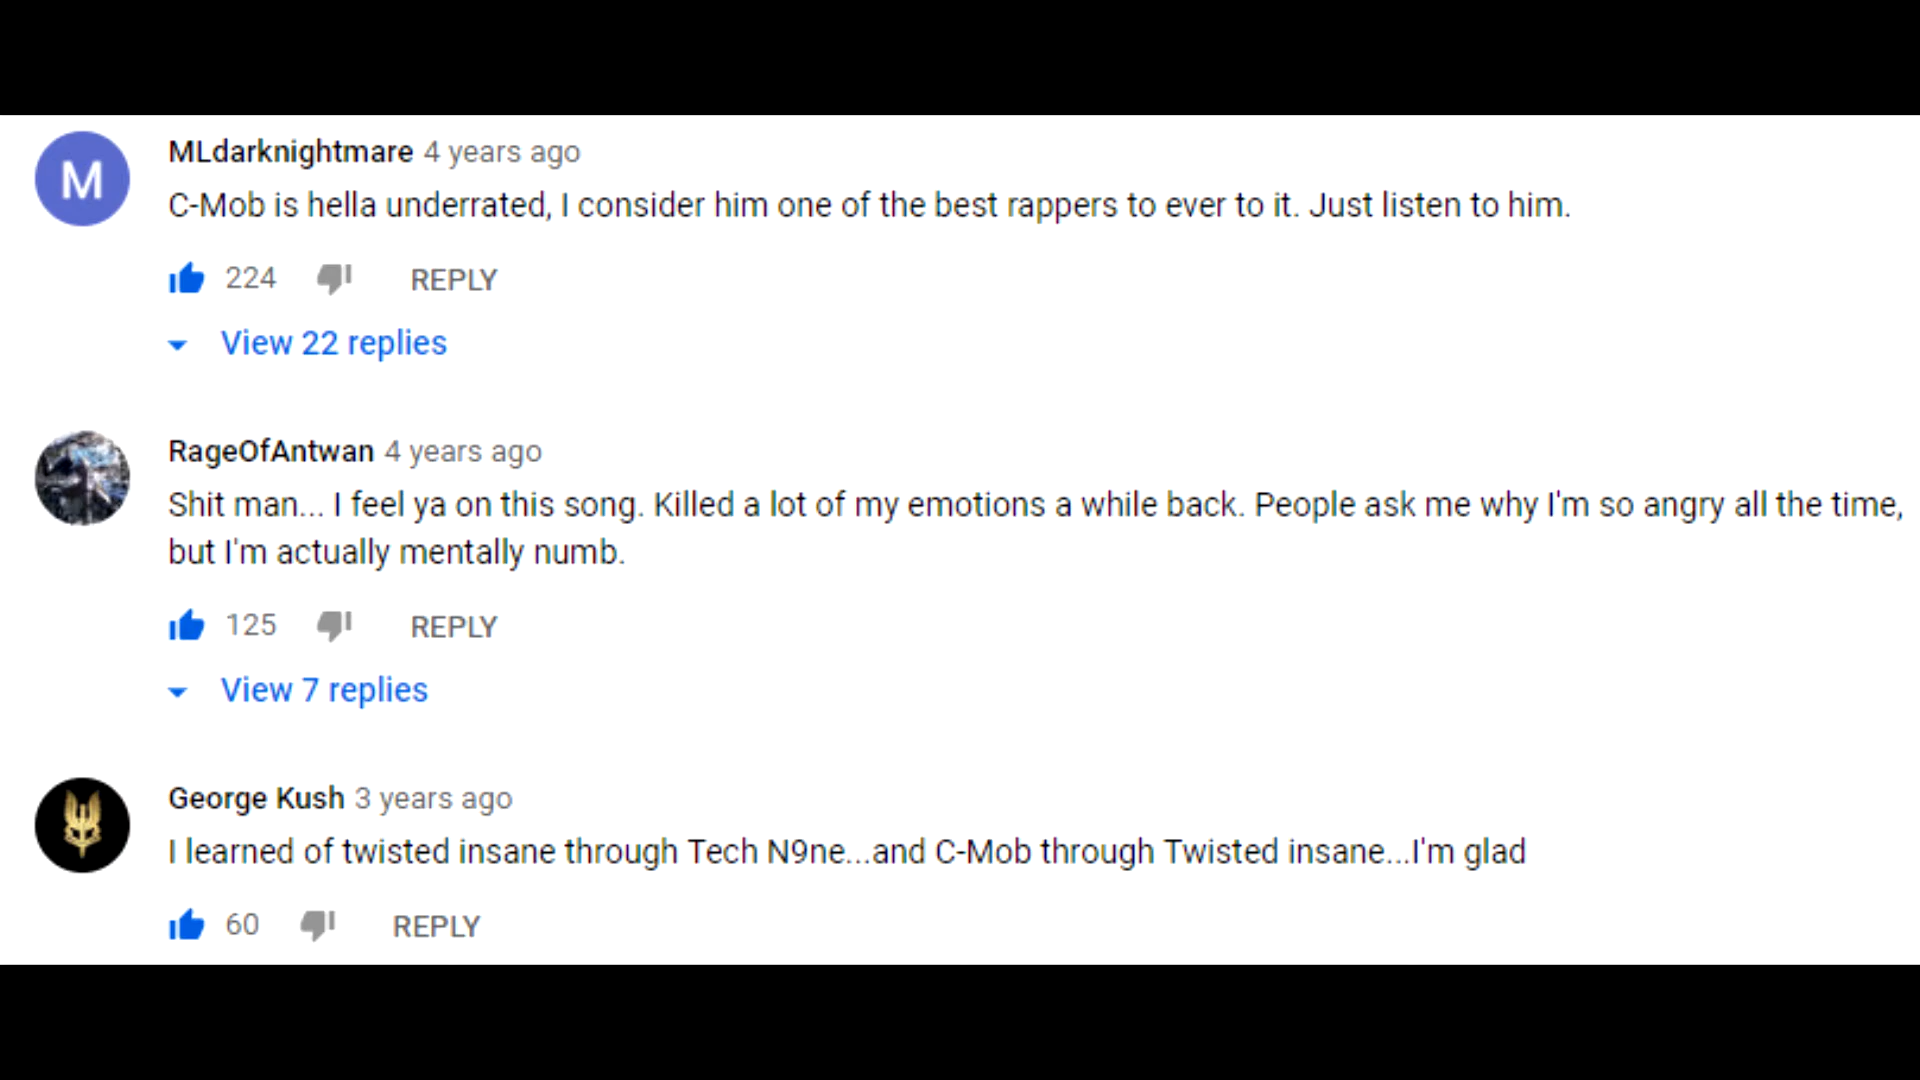 M
MLdarknightmare 4 years ago
C-Mob is hella underrated, I consider him one of the best rappers to ever to it. Just listen to him.
224 REPLY
View 22 replies
RageOfAntwan 4 years ago
Shit man... I feel ya on this song. Killed a lot of my emotions a while back. People ask me why I'm so angry all the time,
but I'm actually mentally numb.
125 REPLY
View 7 replies
George Kush 3 years ago
I learned of twisted insane through Tech N9ne...and C-Mob through Twisted insane...I'm glad
60 REPLY